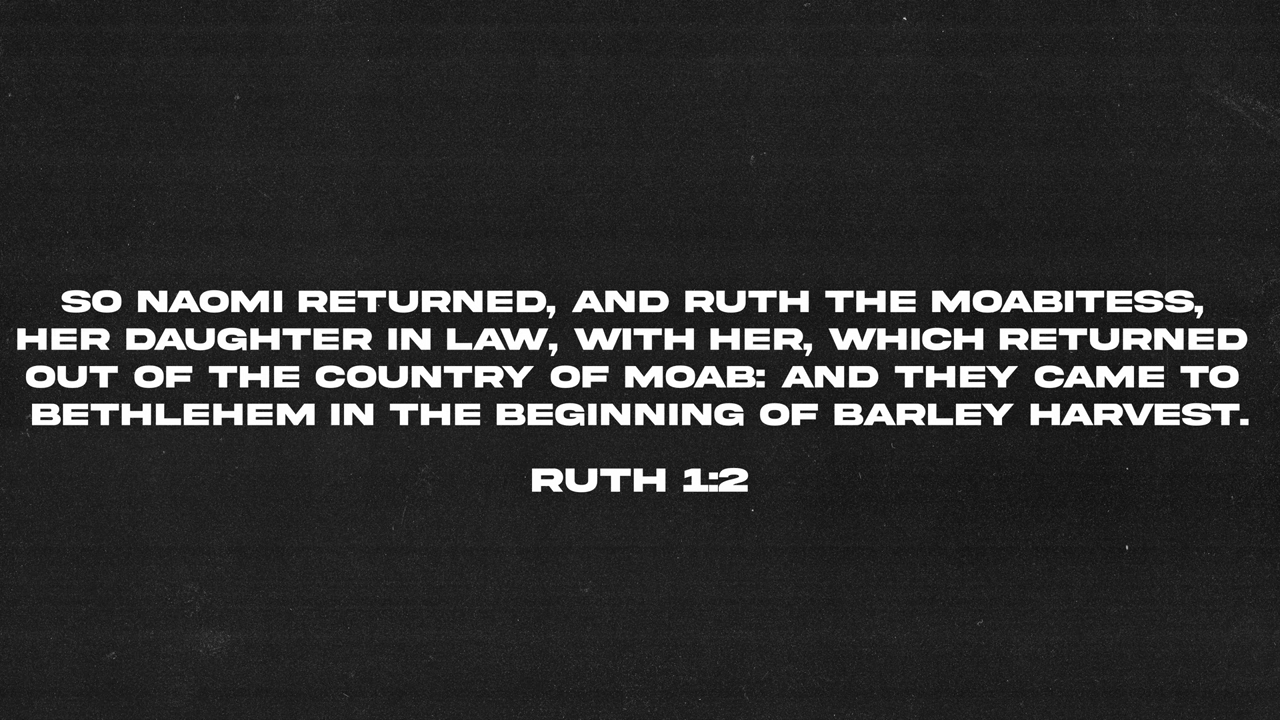 SO NAOMI RETURNED, AND RUTH THE MOABITESS,
HER DAUGHTER IN LAW, WITH HER, WHICH RETURNED
OUT OF THE COUNTRY OF MOAB: AND THEY CAME TO
BETHLEHEM IN THE BEGINNING OF BARLEY HARVEST.
RUTH 1:2